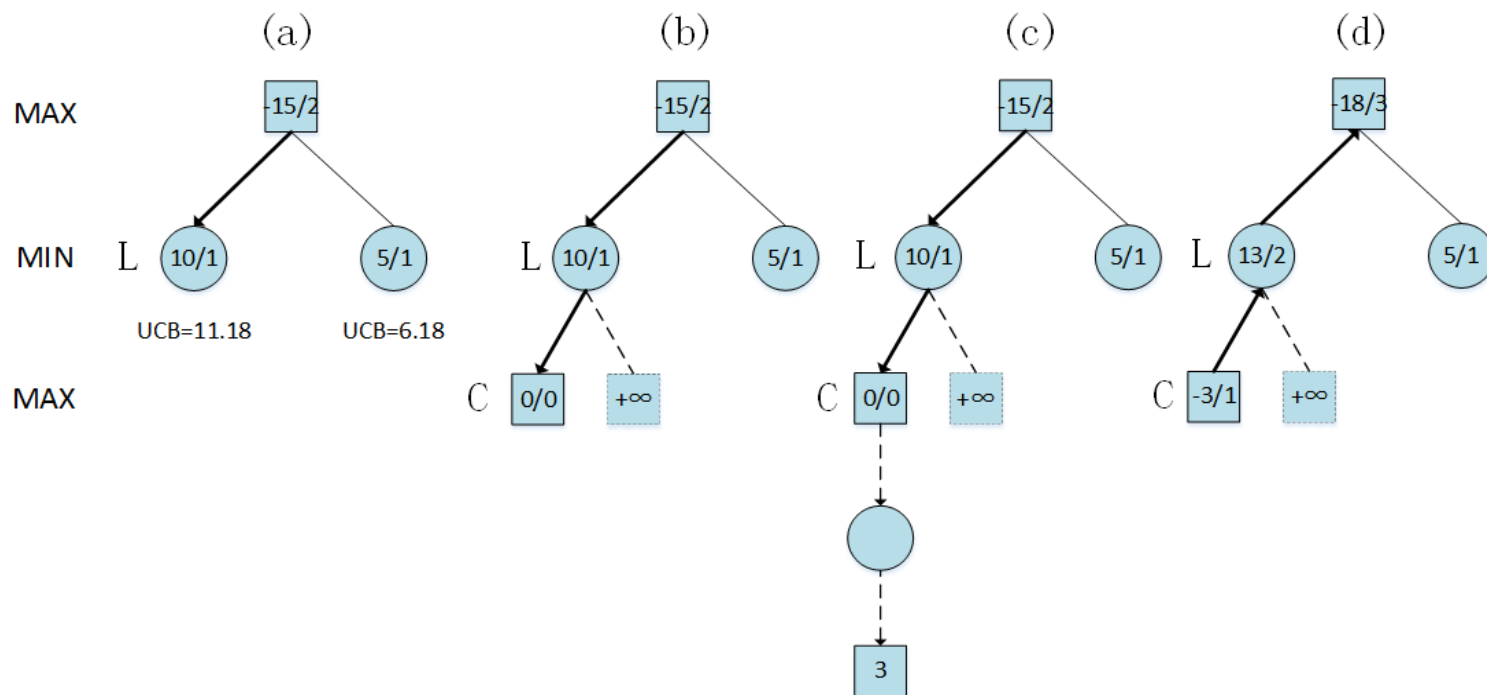 (a) (b) (c) (d)
MAX -15/2 -15/2 -15/2 -18/3
MIN L 10/1 5/1 L 10/1 5/1 L 10/1 5/1 L 13/2 5/1
UCB=11.18 UCB=6.18
MAX C 0/0 +∞ C 0/0 +∞ C -3/1 +∞
3